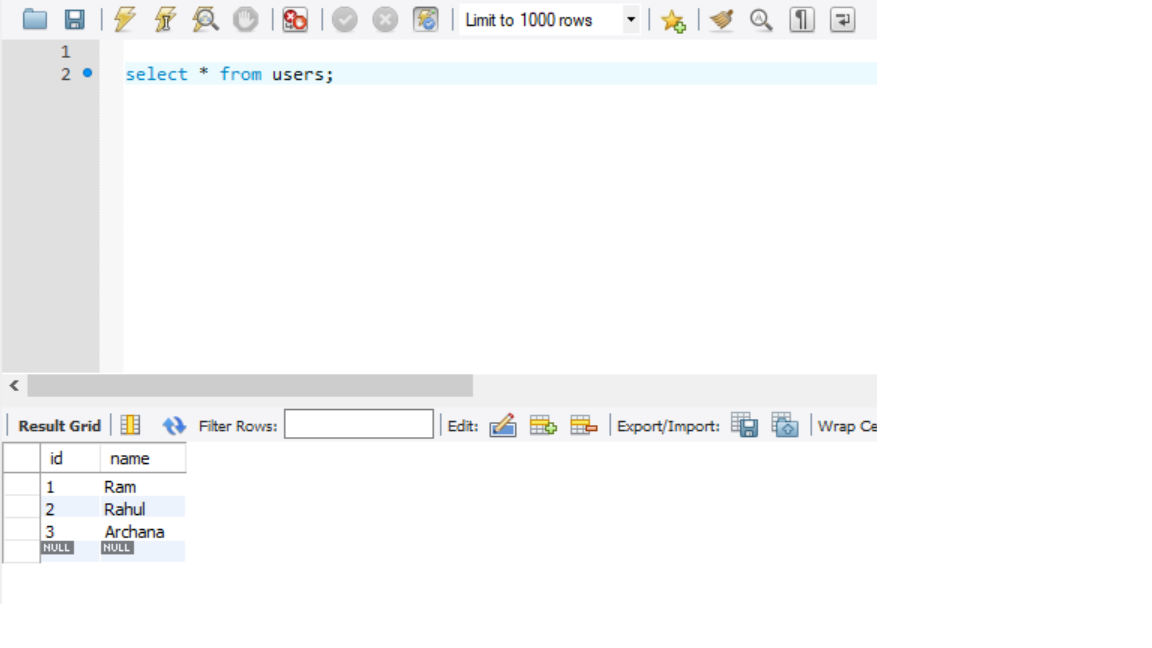 Limit to 1000 rows
1
2 select * from users;
Result Grid Filter Rows: Edit: Export/Import: Wrap Ce
id name
1 Ram
2 Rahul
3 Archana
NULL NULL